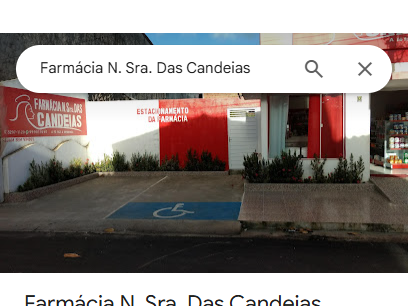 Farmácia N. Sra. Das Candeias
FARMÁCIA N. Sra. DAS
CANDEIAS
ESTACIONAMENTO
DA FARMÁCIA
Farmácia N. Sra. Das Candeias